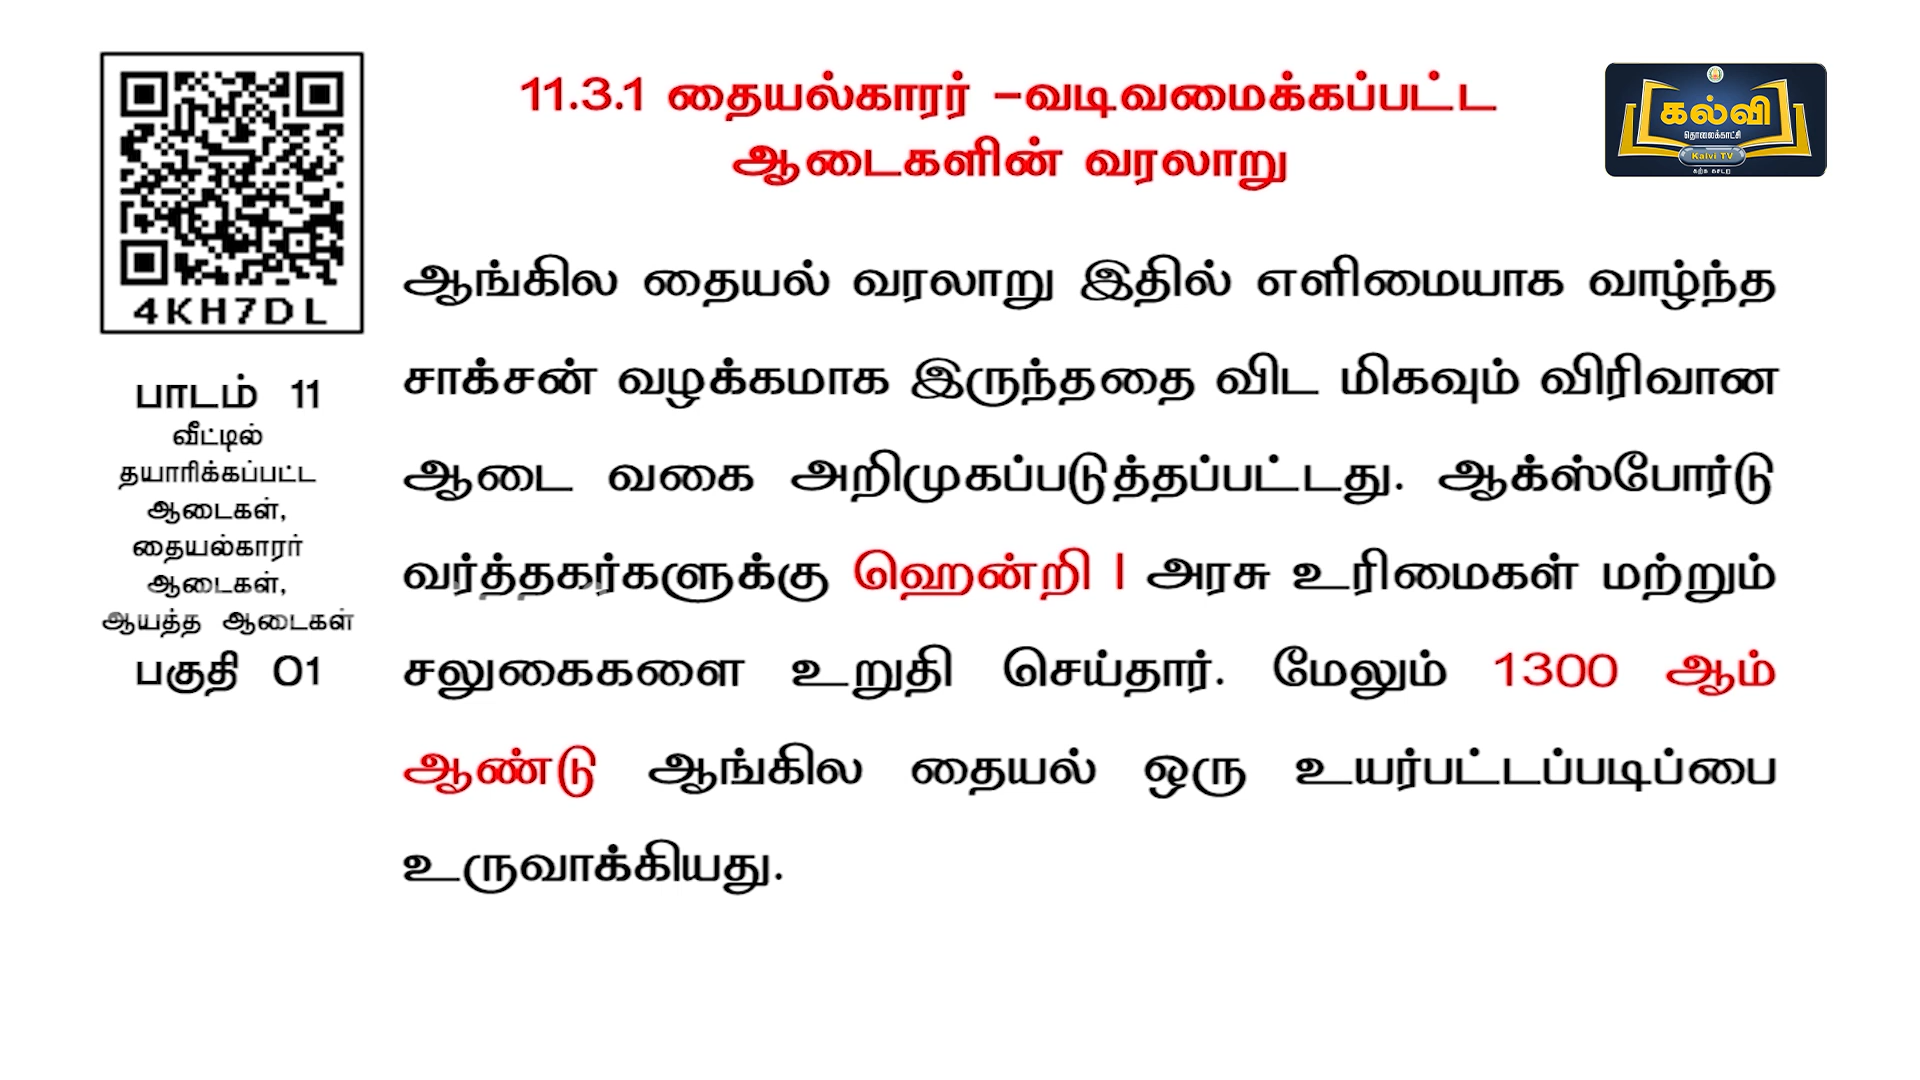 11.3.1 தையல்காரர் -வடிவமைக்கப்பட்ட
ஆடைகளின் வரலாறு
கல்வி
தொலைக்காட்சி
Kalvi TV
கற்க கசடற
4KH7DL
பாடம் 11
வீட்டில்
தயாரிக்கப்பட்ட
ஆடைகள்,
தையல்காரர்
ஆடைகள்,
ஆயத்த ஆடைகள்
பகுதி 01
ஆங்கில தையல் வரலாறு இதில் எளிமையாக வாழ்ந்த
சாக்சன் வழக்கமாக இருந்ததை விட மிகவும் விரிவான
ஆடை வகை அறிமுகப்படுத்தப்பட்டது. ஆக்ஸ்போர்டு
வர்த்தகர்களுக்கு ஹென்றி I அரசு உரிமைகள் மற்றும்
சலுகைகளை உறுதி செய்தார். மேலும் 1300 ஆம்
ஆண்டு ஆங்கில தையல் ஒரு உயர்பட்டப்படிப்பை
உருவாக்கியது.